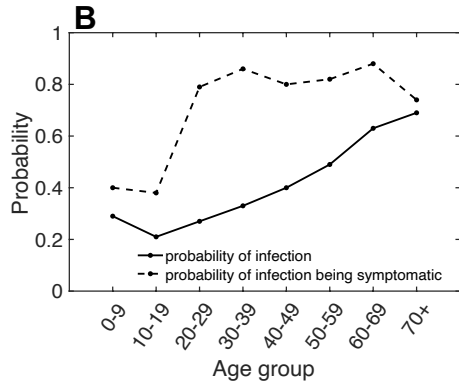 B
1
0.8
0.6
0.4
0.2
0
Probability
probability of infection
probability of infection being symptomatic
0-9
10-19
20-29
30-39
40-49
50-59
60-69
70+
Age group